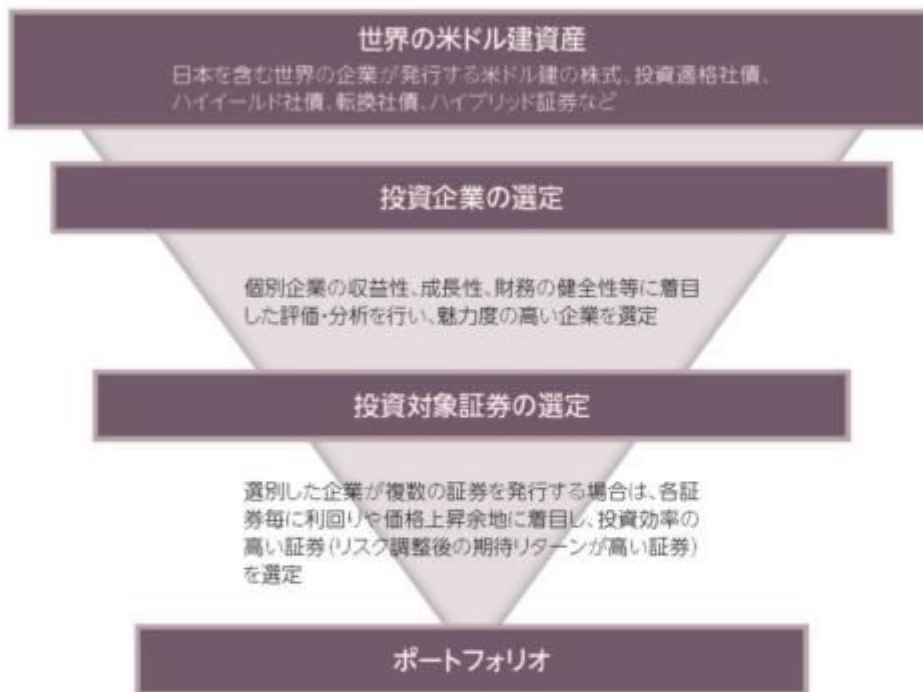 世界の米ドル建資産
日本を含む世界の企業が発行する米ドル建の株式、投資適格社債、
ハイイールド社債、転換社債、ハイブリッド証券など
投資企業の選定
個別企業の収益性、成長性、財務の健全性等に着目
した評価・分析を行い、魅力度の高い企業を選定
投資対象証券の選定
選別した企業が複数の証券を発行する場合は、各証
券毎に利回りや価格上昇余地に着目し、投資効率の
高い証券(リスク調整後の期待リターンが高い証券)
を選定
ポートフォリオ